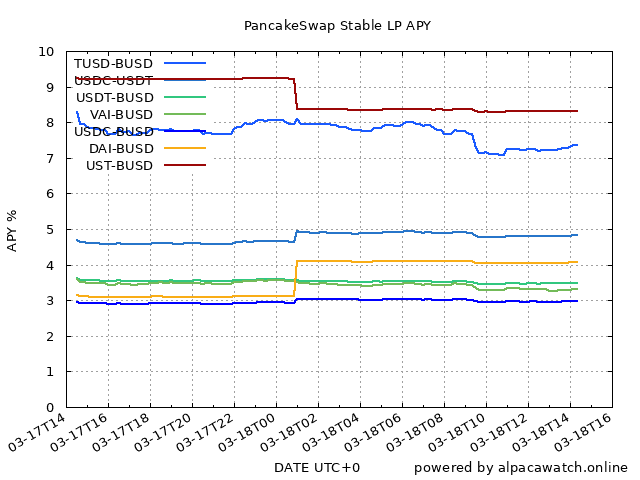 PancakeSwap Stable LP APY
10
9
8
7
6
5
4
3
2
1
0
APY %
TUSD-BUSD
USDC-USDT
USDT-BUSD
VAI-BUSD
USDC-BUSD
DAI-BUSD
UST-BUSD
03-17T14
03-17T16
03-17T18
03-17T20
03-17T22
03-18T00
03-18T02
03-18T04
03-18T06
03-18T08
03-18T10
03-18T12
03-18T14
03-18T16
DATE UTC+0
powered by alpacawatch.online